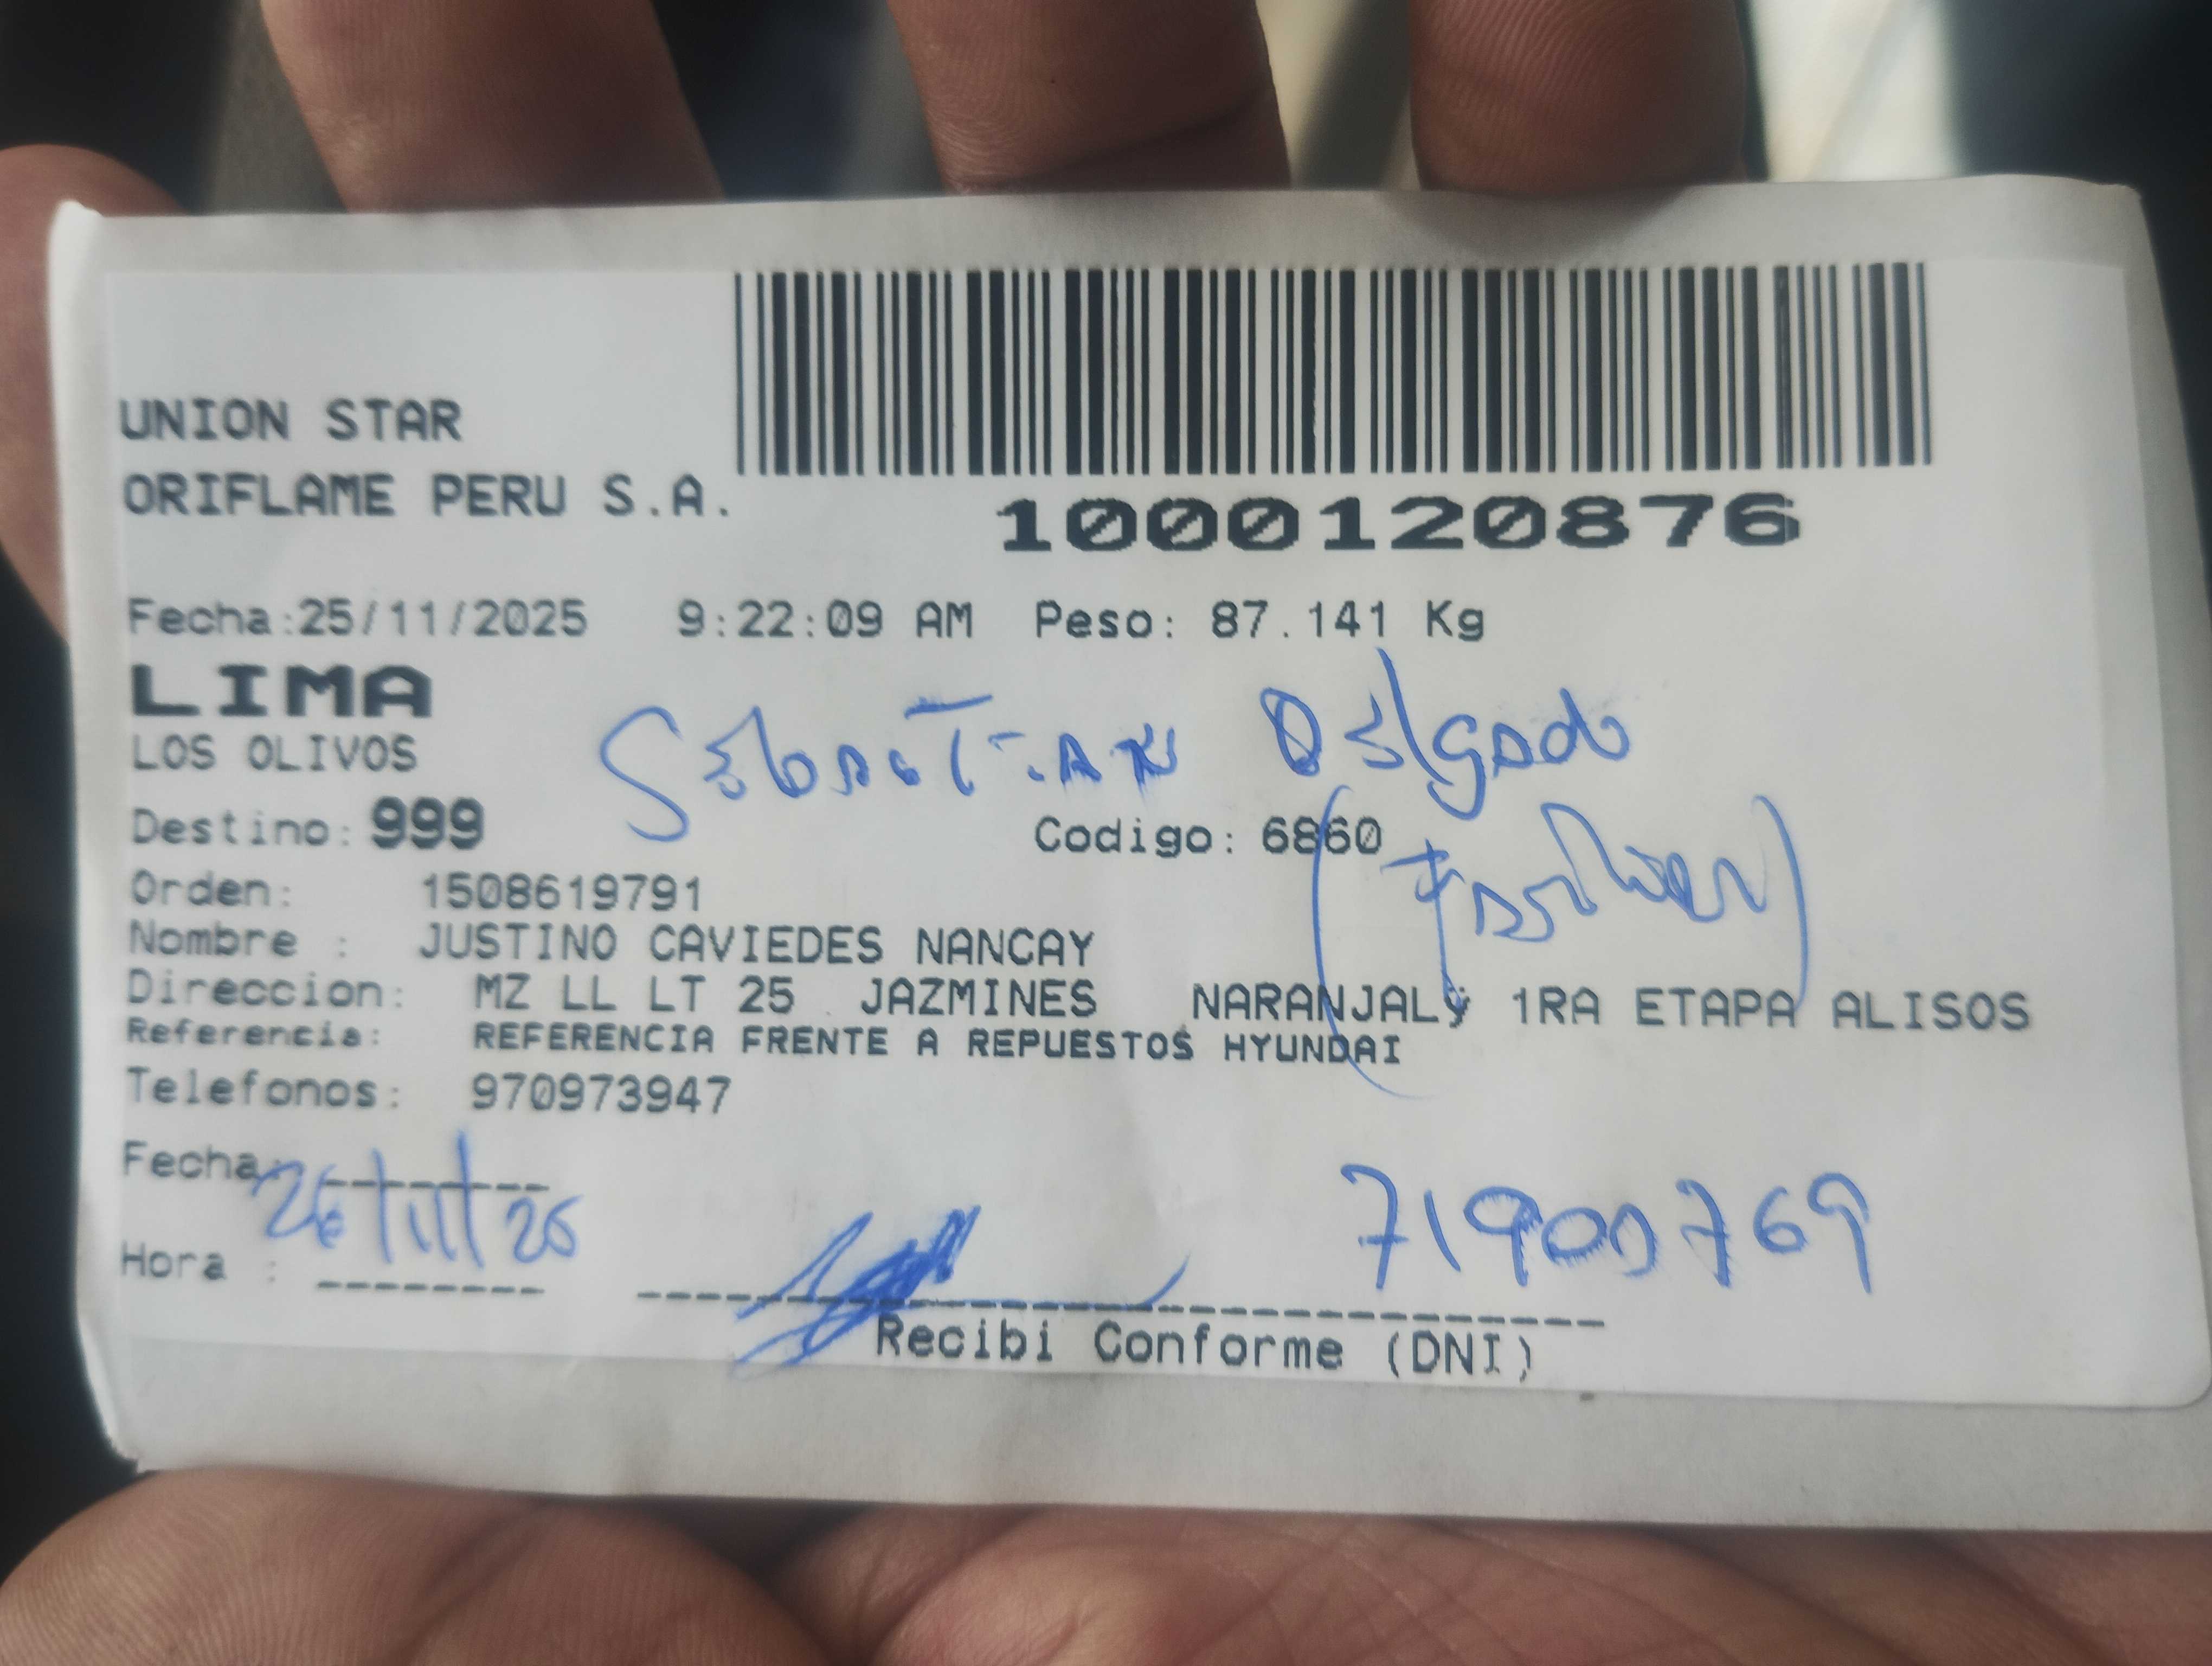 UNION STAR
ORIFLAME PERU S.A.
1000120876
Fecha:25/11/2025 9:22:09 AM Peso: 87.141 Kg
LIMA
LOS OLIVOS
Sebastian Delgado
Destino: 999 Codigo: 6860
Orden: 1508619791
Nombre : JUSTINO CAVIEDES NANCAY
Direccion: MZ LL LT 25 JAZMINES NARANJAL 1RA ETAPA ALISOS
Referencia: REFERENCIA FRENTE A REPUESTOS HYUNDAI
Telefonos: 970973947
Fecha: 26/11/25
71900769
Hora :
Recibi Conforme (DNI)